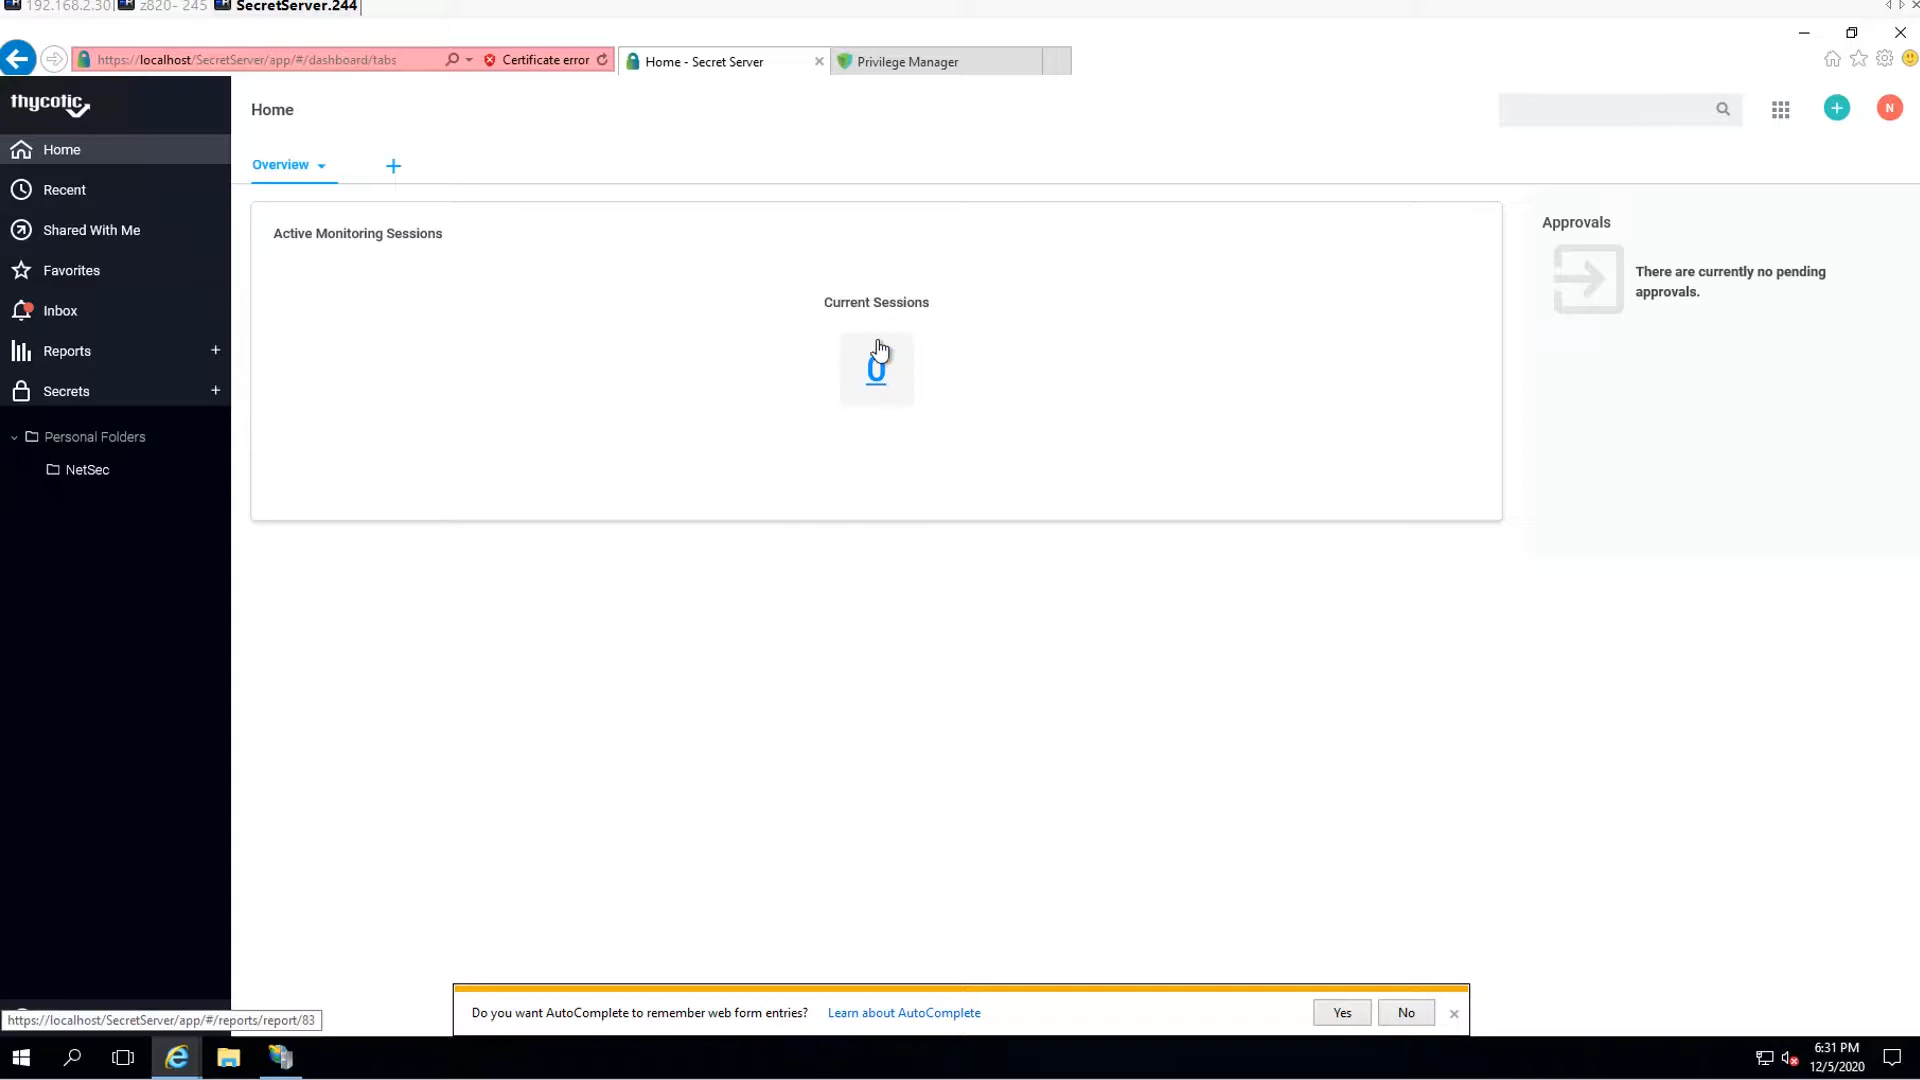 192.168.2.30 z820- 245 SecretServer.244
https://localhost/SecretServer/app/#/dashboard/tabs Certificate error Home - Secret Server Privilege Manager
thycotic
Home N
Home
Overview
Recent
Shared With Me
Favorites
Inbox
Reports
Secrets
Personal Folders
NetSec
Active Monitoring Sessions
Current Sessions
0
Approvals
There are currently no pending
approvals.
https://localhost/SecretServer/app/#/reports/report/83
Do you want AutoComplete to remember web form entries? Learn about AutoComplete Yes No
6:31 PM
12/5/2020